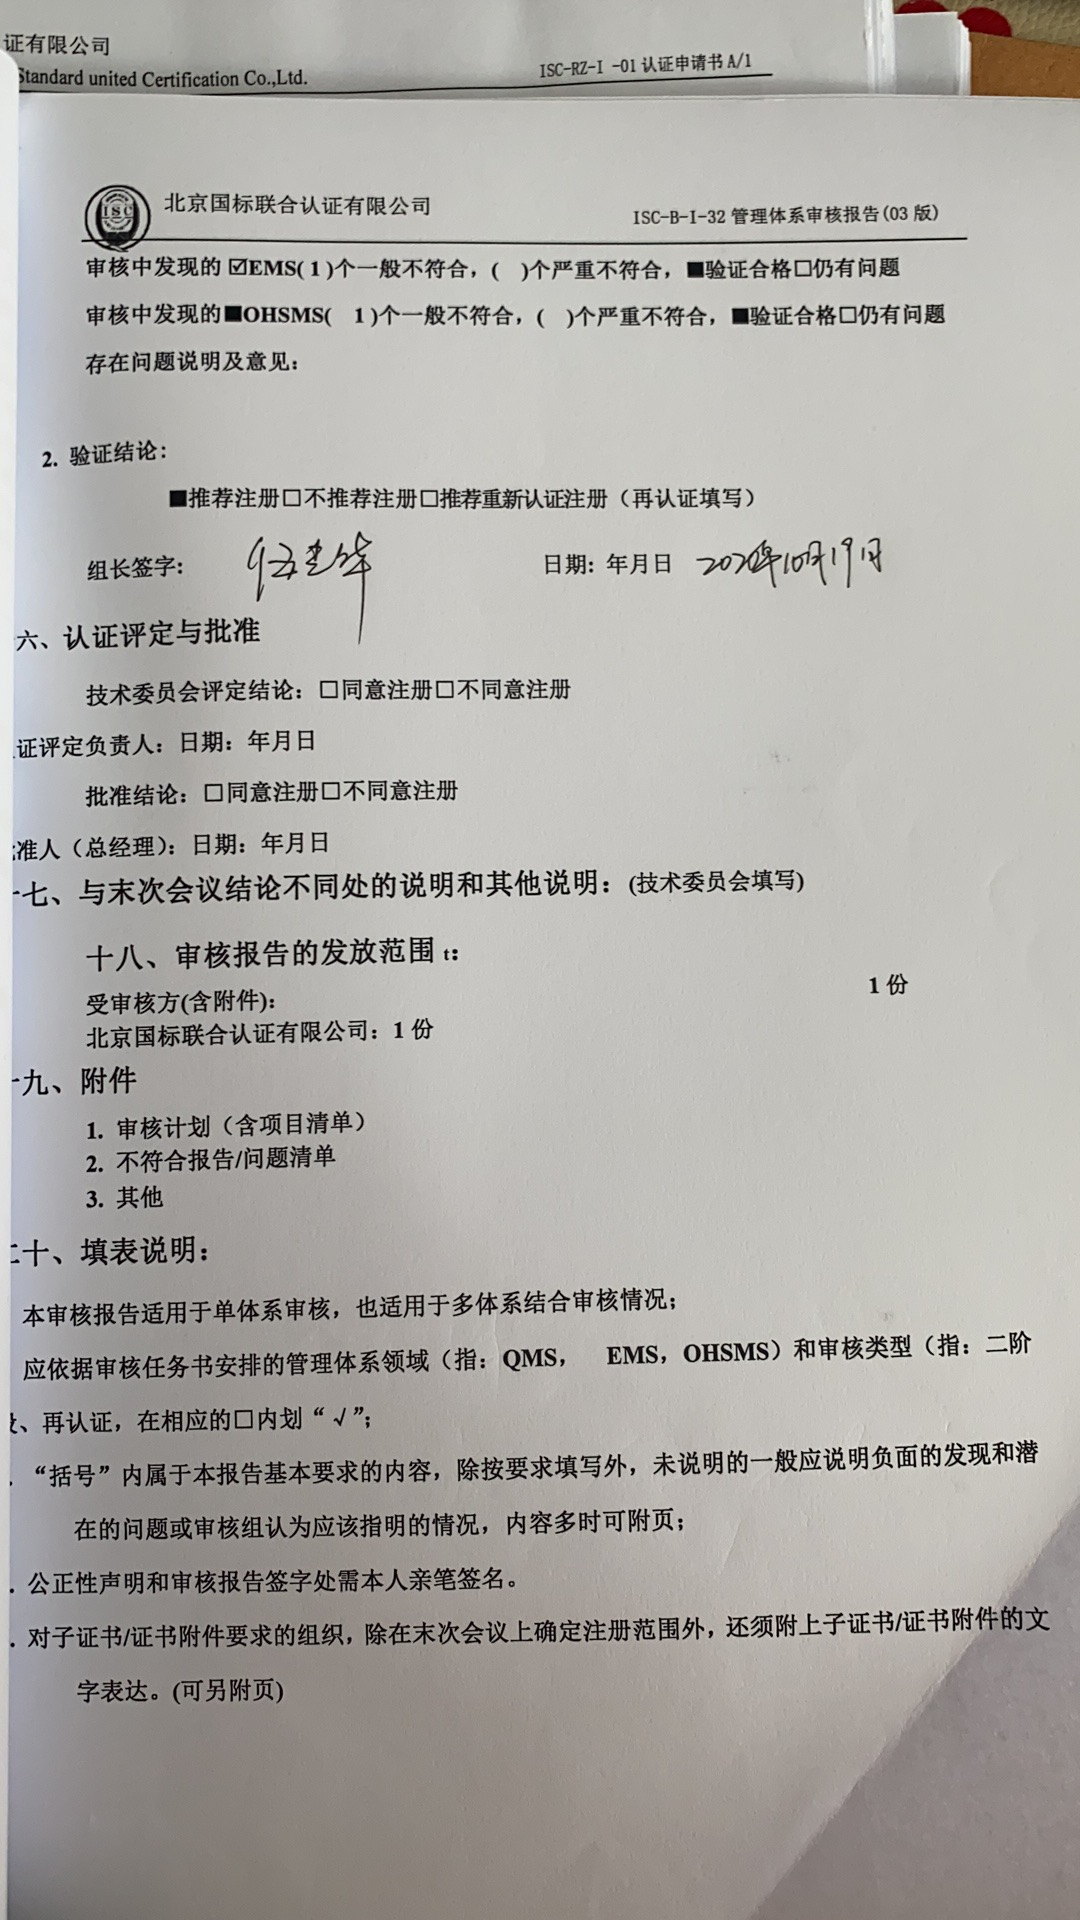 证有限公司
Standard united Certification Co.,Ltd.
ISC-RZ-I -01认证申请书A/1
ISC
北京国标联合认证有限公司
ISC-B-I-32 管理体系审核报告(03 版)
审核中发现的 ☑EMS( 1 )个一般不符合，( )个严重不符合，■验证合格□仍有问题
审核中发现的■OHSMS( 1 )个一般不符合，( )个严重不符合，■验证合格□仍有问题
存在问题说明及意见：
2. 验证结论：
■推荐注册□不推荐注册□推荐重新认证注册（再认证填写）
组长签字：
日期：年月日 2020年10月19日
六、认证评定与批准
技术委员会评定结论：□同意注册□不同意注册
证评定负责人：日期：年月日
批准结论：□同意注册□不同意注册
准人（总经理）：日期：年月日
七、与末次会议结论不同处的说明和其他说明：(技术委员会填写)
十八、审核报告的发放范围 t：
受审核方(含附件)： 1 份
北京国标联合认证有限公司：1 份
九、附件
1. 审核计划（含项目清单）
2. 不符合报告/问题清单
3. 其他
十、填表说明：
本审核报告适用于单体系审核，也适用于多体系结合审核情况；
应依据审核任务书安排的管理体系领域（指：QMS， EMS，OHSMS）和审核类型（指：二阶
、再认证，在相应的□内划“√”；
“括号”内属于本报告基本要求的内容，除按要求填写外，未说明的一般应说明负面的发现和潜
在的问题或审核组认为应该指明的情况，内容多时可附页；
. 公正性声明和审核报告签字处需本人亲笔签名。
. 对子证书/证书附件要求的组织，除在末次会议上确定注册范围外，还须附上子证书/证书附件的文
字表达。(可另附页)